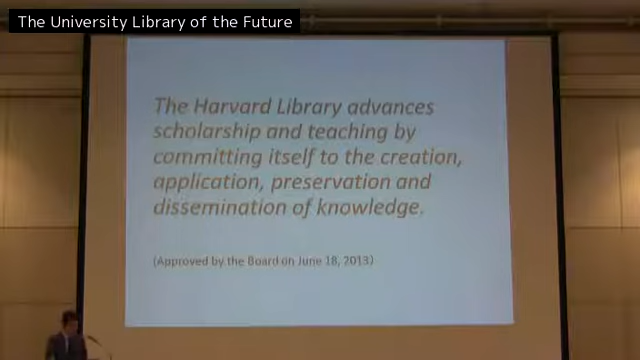 The University Library of the Future
The Harvard Library advances
scholarship and teaching by
committing itself to the creation,
application, preservation and
dissemination of knowledge.
(Approved by the Board on June 18, 2013)